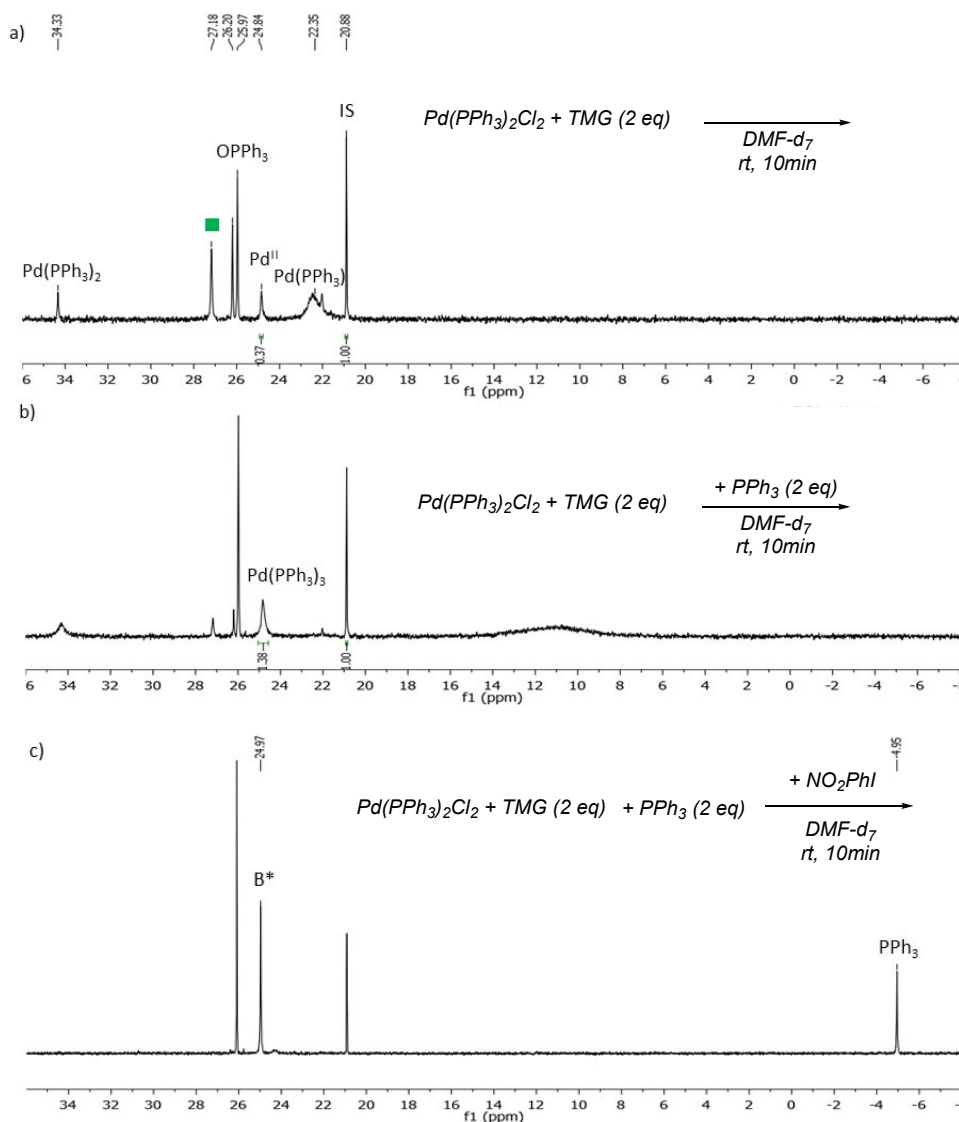 a)
34.33
27.18
26.20
25.97
24.84
22.35
20.88
IS
Pd(PPh3)2Cl2 + TMG (2 eq)
DMF-d7
rt, 10min
OPPh3
Pd(PPh3)2
PdII
Pd(PPh3)
0.37
1.00
6 34 32 30 28 26 24 22 20 18 16 14 12 10 8 6 4 2 0 -2 -4 -6
f1 (ppm)
b)
Pd(PPh3)2Cl2 + TMG (2 eq)
+ PPh3 (2 eq)
DMF-d7
rt, 10min
Pd(PPh3)3
1.38
1.00
6 34 32 30 28 26 24 22 20 18 16 14 12 10 8 6 4 2 0 -2 -4 -6
f1 (ppm)
c)
24.97
-4.95
+ NO2PhI
Pd(PPh3)2Cl2 + TMG (2 eq) + PPh3 (2 eq)
DMF-d7
rt, 10min
B*
PPh3
34 32 30 28 26 24 22 20 18 16 14 12 10 8 6 4 2 0 -2 -4 -6
f1 (ppm)